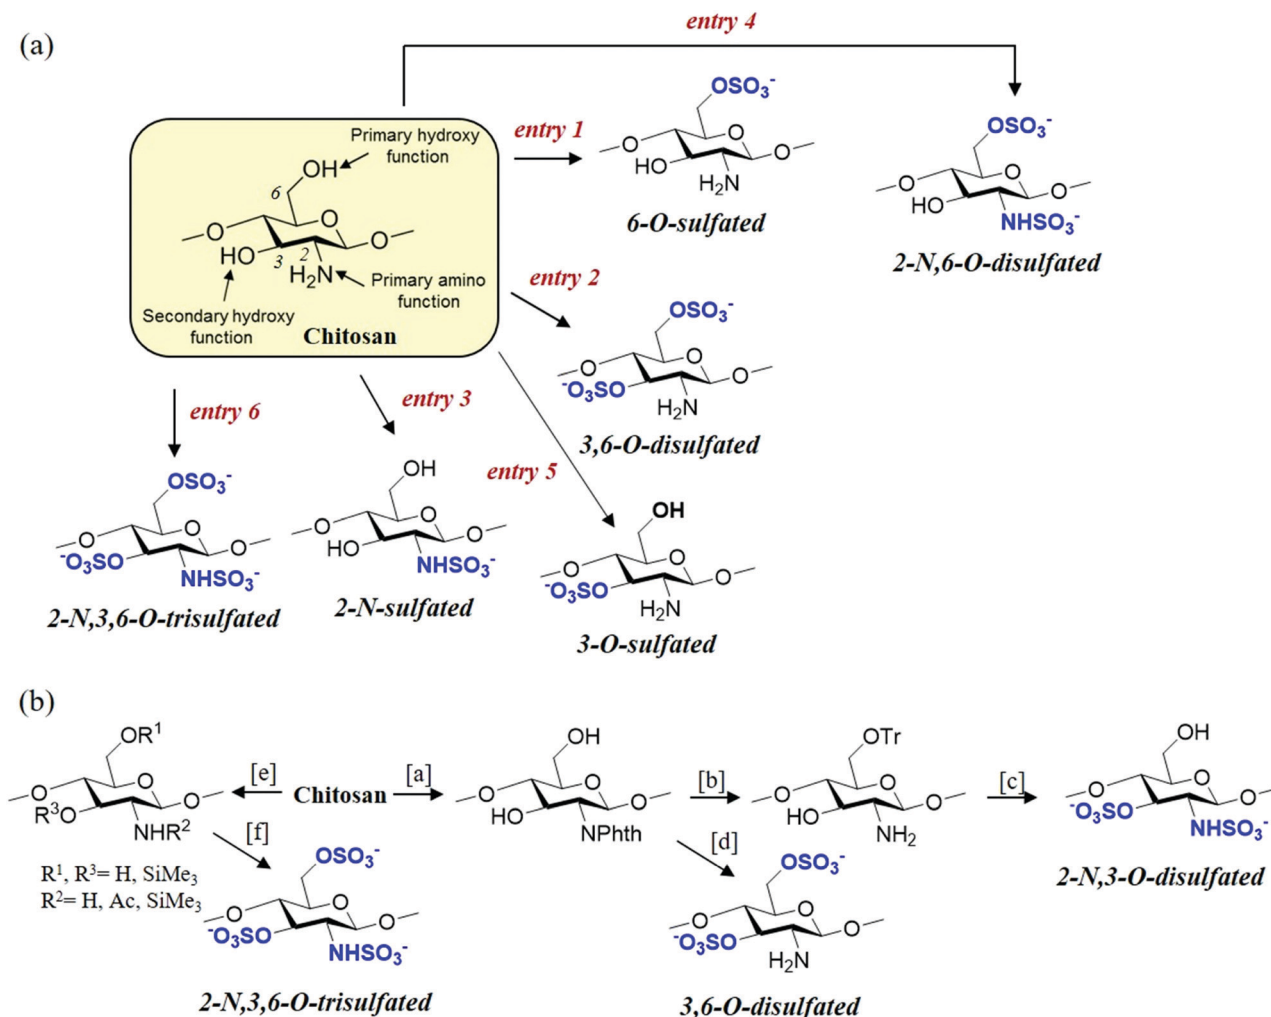 (a)
entry 4
OSO3-
entry 1
Primary hydroxy
function
OH
6
O
O
O
HO
3
2
H2N
Primary amino
function
Secondary hydroxy
function
Chitosan
O
O
O
HO
H2N
6-O-sulfated
OSO3-
O
O
O
HO
NHSO3-
2-N,6-O-disulfated
entry 2
OSO3-
O
O
O
-O3SO
H2N
3,6-O-disulfated
entry 6
entry 3
entry 5
OSO3-
O
O
O
-O3SO
NHSO3-
2-N,3,6-O-trisulfated
OH
O
O
O
HO
NHSO3-
2-N-sulfated
OH
O
O
O
-O3SO
H2N
3-O-sulfated
(b)
OR1
O
O
O
R3O
NHR2
R1, R3= H, SiMe3
R2= H, Ac, SiMe3
[e]
Chitosan
[a]
OH
O
O
O
HO
NPhth
[b]
OTr
O
O
O
HO
NH2
[c]
OH
O
O
O
-O3SO
NHSO3-
2-N,3-O-disulfated
[f]
OSO3-
O
O
O
-O3SO
NHSO3-
2-N,3,6-O-trisulfated
[d]
OSO3-
O
O
O
-O3SO
H2N
3,6-O-disulfated